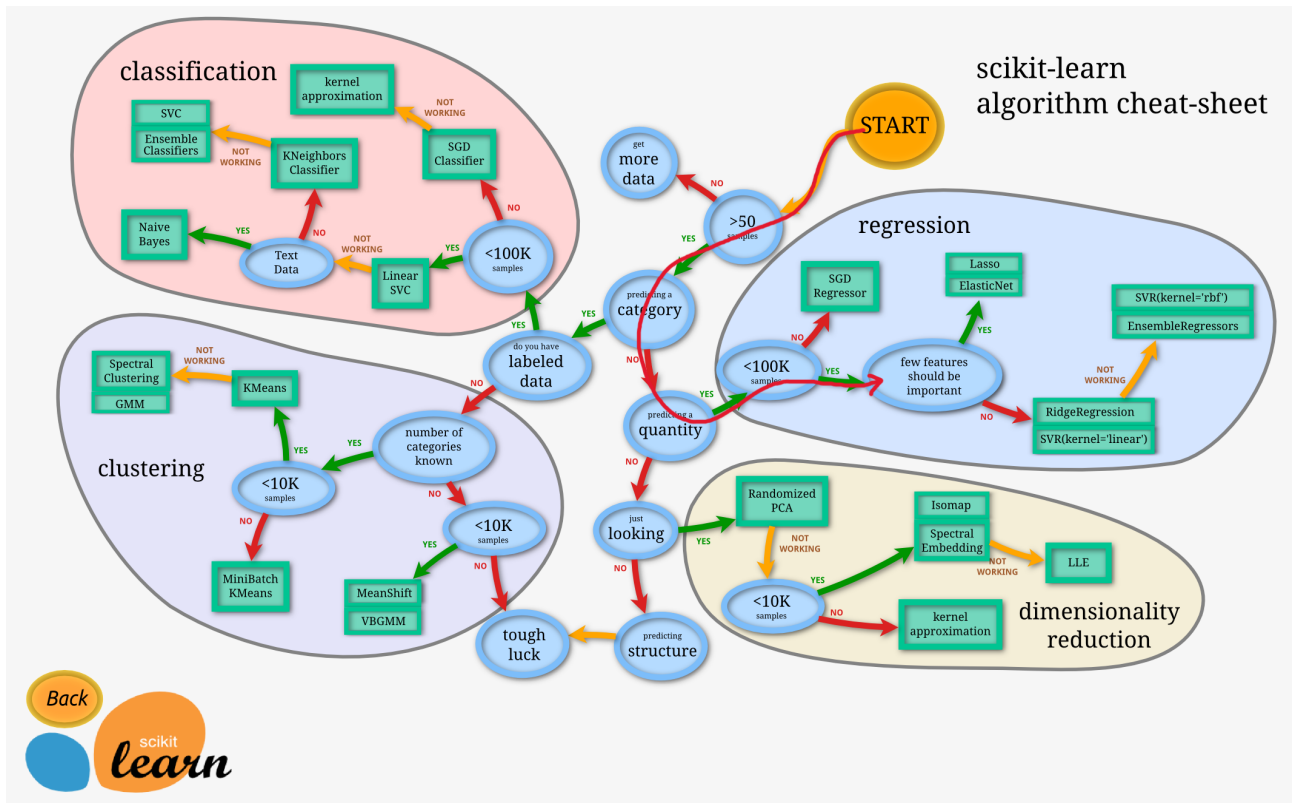 scikit-learn
algorithm cheat-sheet
classification
kernel
approximation
NOT
WORKING
SVC
Ensemble
Classifiers
NOT
WORKING
KNeighbors
Classifier
SGD
Classifier
NO
NO
Naive
Bayes
YES
Text
Data
NOT
WORKING
Linear
SVC
YES
<100K
samples
YES
START
get
more
data
NO
>50
samples
YES
predicting a
category
YES
NO
do you have
labeled
data
NO
predicting a
quantity
YES
NO
regression
SGD
Regressor
NO
Lasso
ElasticNet
YES
SVR(kernel='rbf')
EnsembleRegressors
NOT
WORKING
<100K
samples
YES
few features
should be
important
NO
RidgeRegression
SVR(kernel='linear')
clustering
Spectral
Clustering
GMM
NOT
WORKING
KMeans
YES
number of
categories
known
YES
NO
<10K
samples
NO
MiniBatch
KMeans
<10K
samples
YES
NO
MeanShift
VBGMM
tough
luck
just
looking
YES
NO
predicting
structure
Randomized
PCA
NOT
WORKING
<10K
samples
YES
NO
Isomap
Spectral
Embedding
NOT
WORKING
LLE
kernel
approximation
dimensionality
reduction
Back
scikit
learn